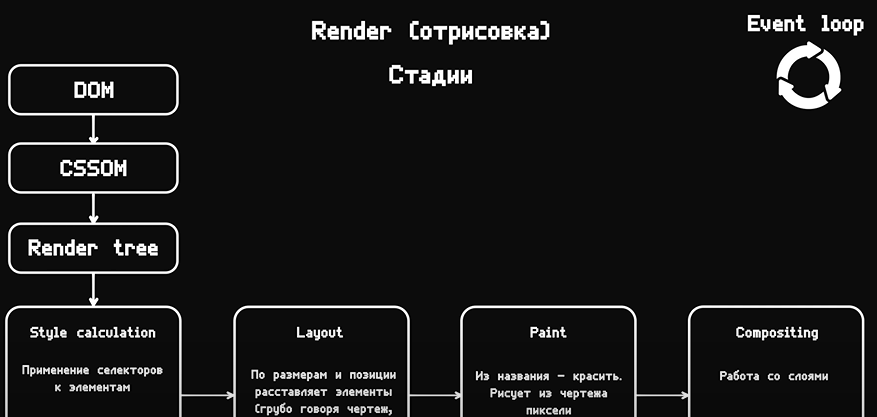 Render (отрисовка)
Event loop
Стадии
DOM
CSSOM
Render tree
Style calculation
Применение селекторов
к элементам
Layout
По размерам и позиции
расставляет элементы
(грубо говоря чертеж,
Paint
Из названия — красить.
Рисует из чертежа
пиксели
Compositing
Работа со слоями